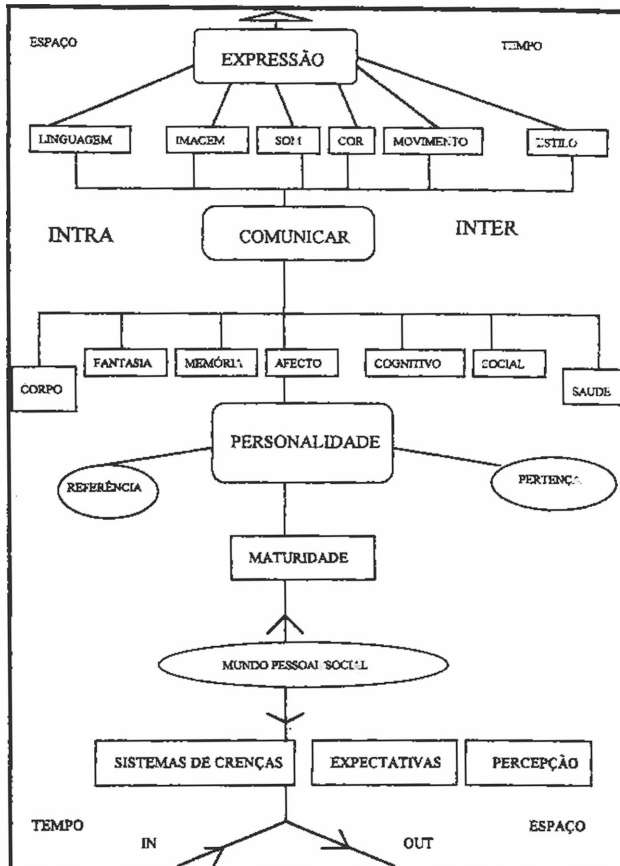 ESPAÇO
TEMPO
EXPRESSÃO
LINGUAGEM
IMAGEM
SOM
COR
MOVIMENTO
ESTILO
INTRA
INTER
COMUNICAR
CORPO
FANTASIA
MEMÓRIA
AFECTO
COGNITIVO
SOCIAL
SAUDE
PERSONALIDADE
REFERÊNCIA
PERTENÇA
MATURIDADE
MUNDO PESSOAL SOCIAL
SISTEMAS DE CRENÇAS
EXPECTATIVAS
PERCEPÇÃO
TEMPO
IN
OUT
ESPAÇO